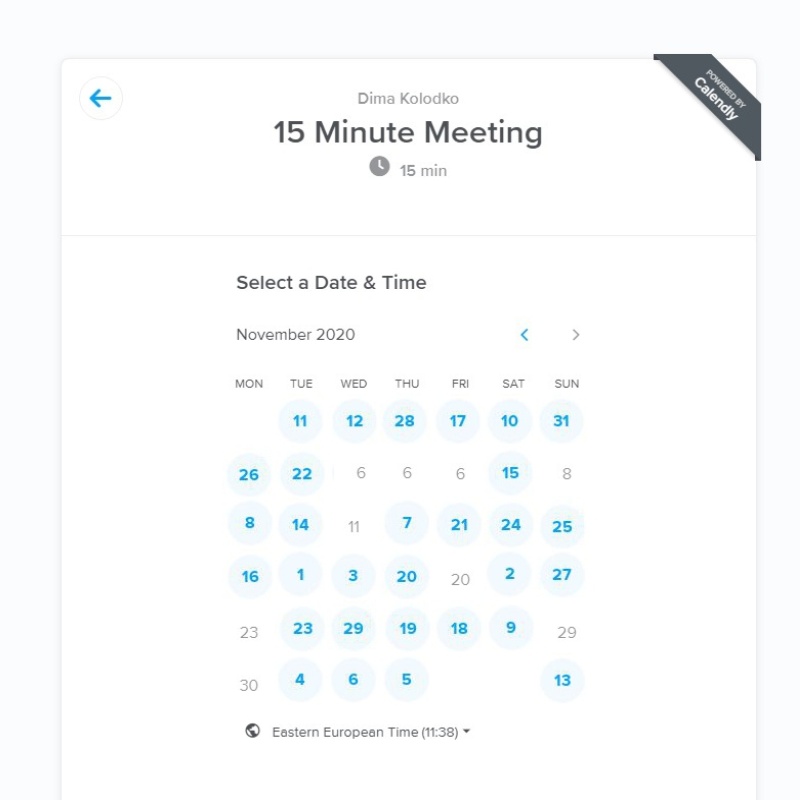 POWERED BY
Calendly
Dima Kolodko
15 Minute Meeting
15 min
Select a Date & Time
November 2020
MON TUE WED THU FRI SAT SUN
11 12 28 17 10 31
26 22 6 6 6 15 8
8 14 11 7 21 24 25
16 1 3 20 20 2 27
23 23 29 19 18 9 29
30 4 6 5 13
Eastern European Time (11:38)